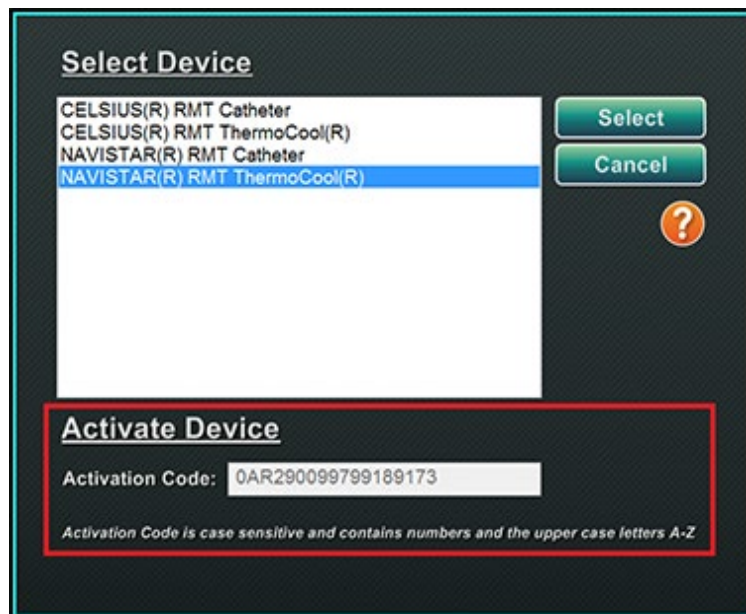 Select Device
CELSIUS(R) RMT Catheter
CELSIUS(R) RMT ThermoCool(R)
NAVISTAR(R) RMT Catheter
NAVISTAR(R) RMT ThermoCool(R)
Select
Cancel
?
Activate Device
Activation Code: 0AR290099799189173
Activation Code is case sensitive and contains numbers and the upper case letters A-Z